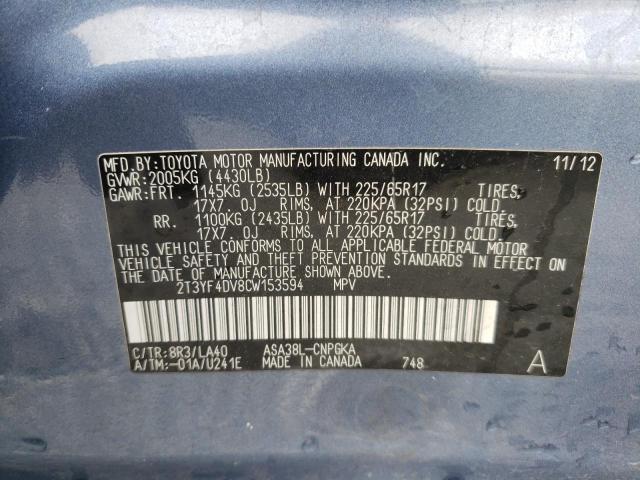 MFD.BY:TOYOTA MOTOR MANUFACTURING CANADA INC. 11/12
GVWR:2005KG (4430LB)
GAWR:FRT. 1145KG (2535LB) WITH 225/65R17 TIRES,
17X7 0J RIMS, AT 220KPA (32PSI) COLD.
RR. 1100KG (2435LB) WITH 225/65R17 TIRES,
17X7 0J RIMS, AT 220KPA (32PSI) COLD.
THIS VEHICLE CONFORMS TO ALL APPLICABLE FEDERAL MOTOR
VEHICLE SAFETY AND THEFT PREVENTION STANDARDS IN EFFECT ON
THE DATE OF MANUFACTURE SHOWN ABOVE.
2T3YF4DV8CW153594 MPV
C/TR:8R3/LA40 ASA38L-CNPGKA
A/TM:-01A/U241E MADE IN CANADA 748 A